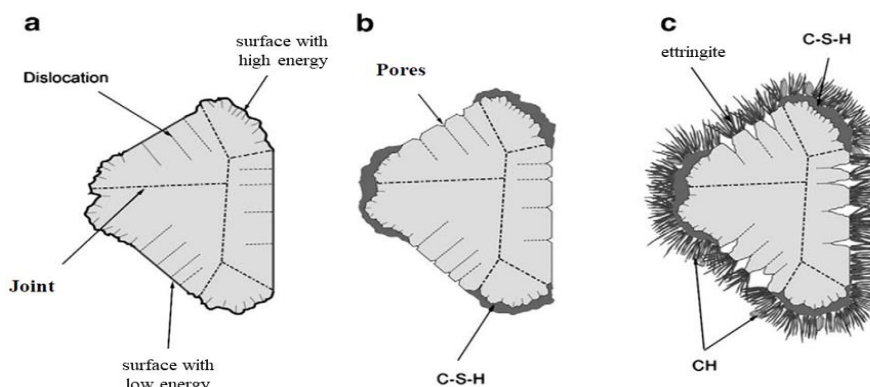 a
surface with
high energy
Dislocation
Joint
surface with
low energy
b
Pores
C-S-H
c
ettringite
C-S-H
CH